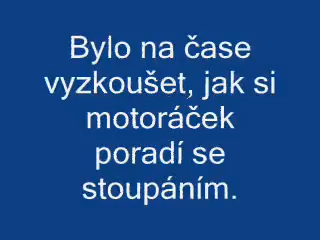 Bylo na čase
vyzkoušet, jak si
motoráček
poradí se
stoupáním.